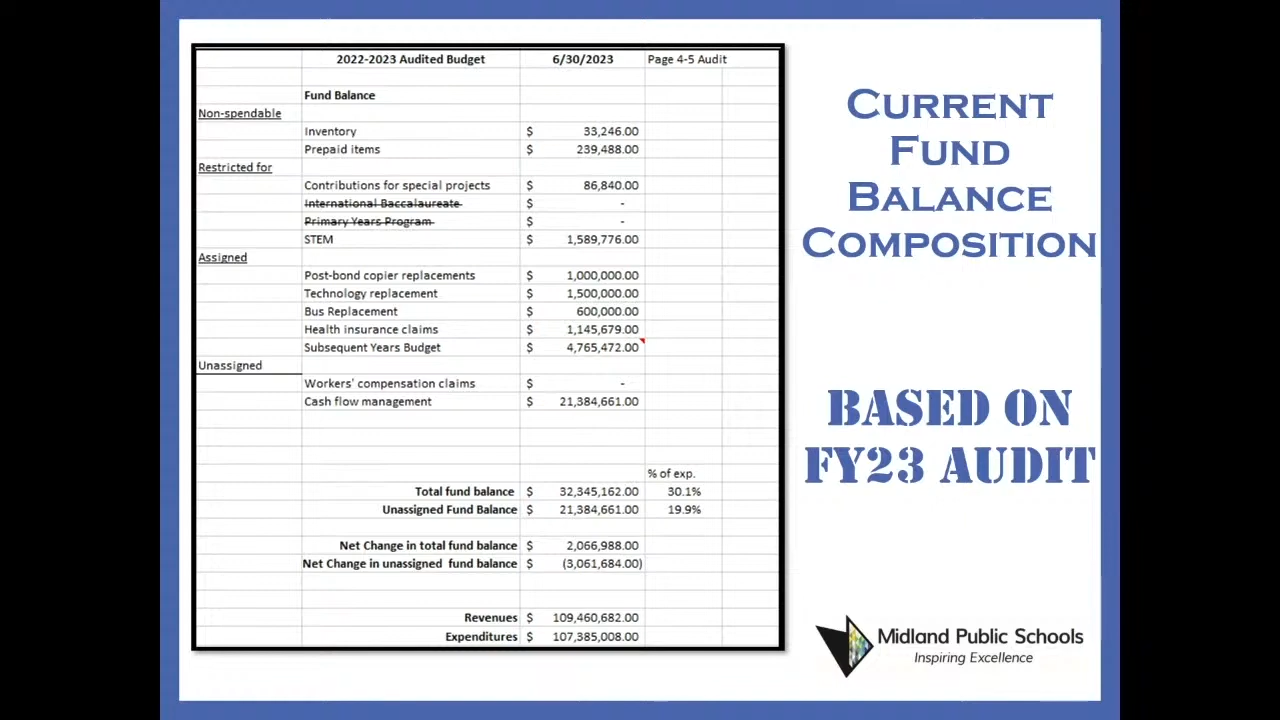 2022-2023 Audited Budget 6/30/2023 Page 4-5 Audit
Fund Balance
Non-spendable
Inventory $ 33,246.00
Prepaid items $ 239,488.00
Restricted for
Contributions for special projects $ 86,840.00
International Baccalaureate $ -
Primary Years Program $ -
STEM $ 1,589,776.00
Assigned
Post-bond copier replacements $ 1,000,000.00
Technology replacement $ 1,500,000.00
Bus Replacement $ 600,000.00
Health insurance claims $ 1,145,679.00
Subsequent Years Budget $ 4,765,472.00
Unassigned
Workers' compensation claims $ -
Cash flow management $ 21,384,661.00
% of exp.
Total fund balance $ 32,345,162.00 30.1%
Unassigned Fund Balance $ 21,384,661.00 19.9%
Net Change in total fund balance $ 2,066,988.00
Net Change in unassigned fund balance $ (3,061,684.00)
Revenues $ 109,460,682.00
Expenditures $ 107,385,008.00
CURRENT
FUND
BALANCE
COMPOSITION
BASED ON
FY23 AUDIT
Midland Public Schools
Inspiring Excellence